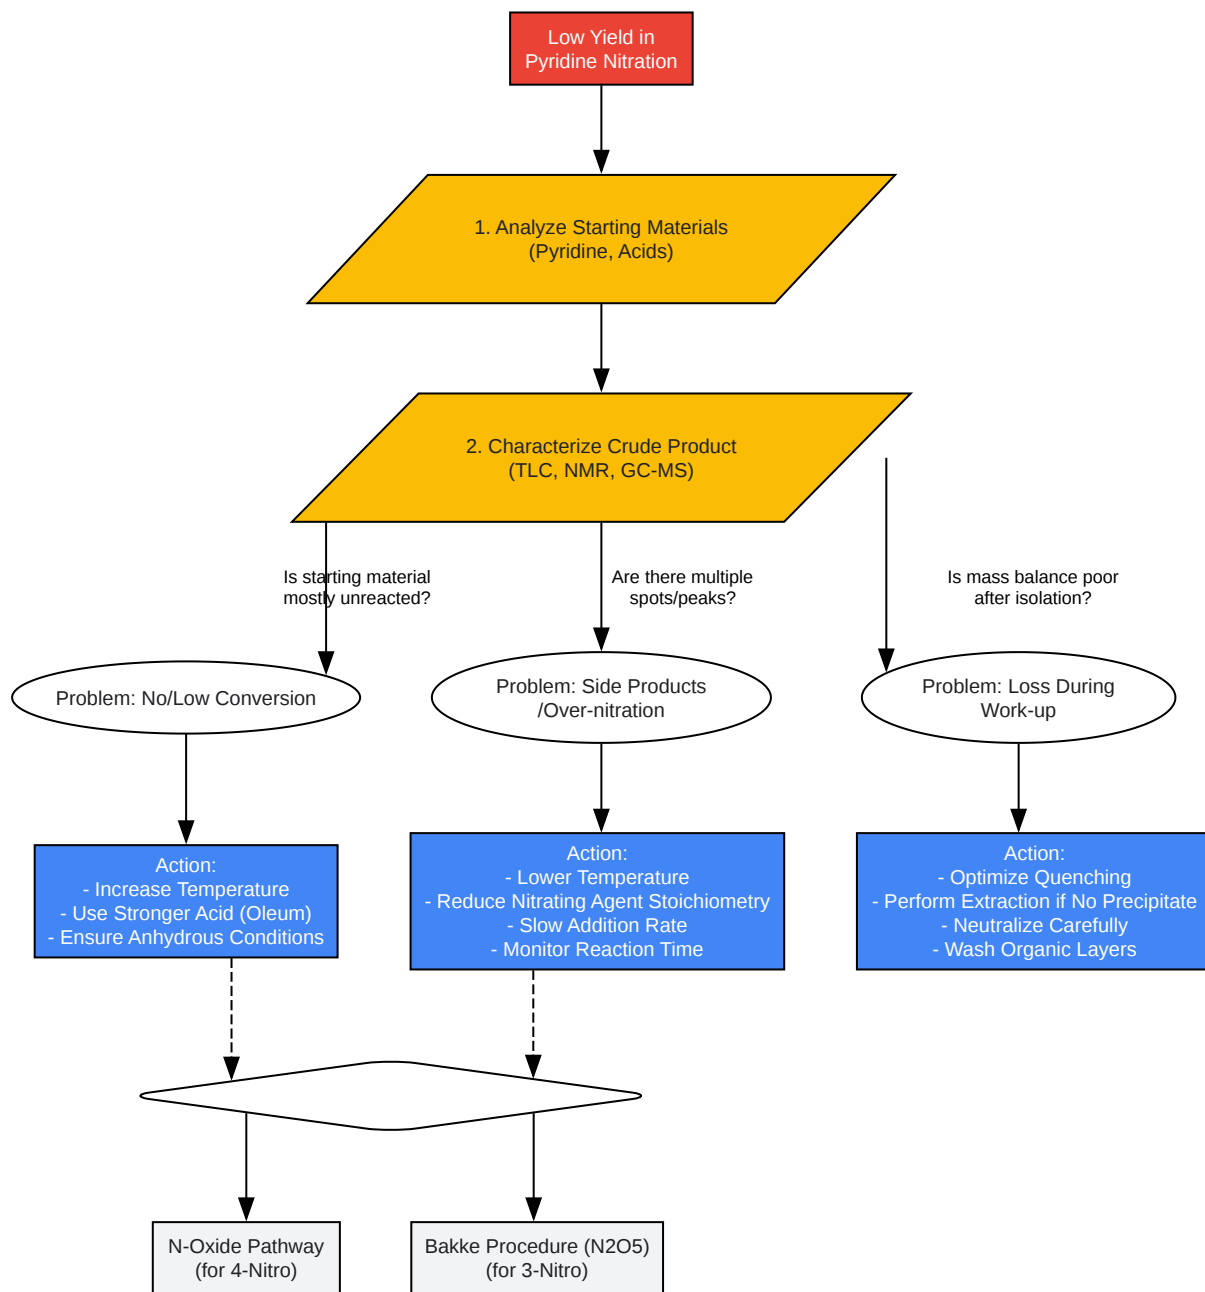 Low Yield in
Pyridine Nitration
1. Analyze Starting Materials
(Pyridine, Acids)
2. Characterize Crude Product
(TLC, NMR, GC-MS)
Is starting material
mostly unreacted?
Are there multiple
spots/peaks?
Is mass balance poor
after isolation?
Problem: No/Low Conversion
Problem: Side Products
/Over-nitration
Problem: Loss During
Work-up
Action:
- Increase Temperature
- Use Stronger Acid (Oleum)
- Ensure Anhydrous Conditions
Action:
- Lower Temperature
- Reduce Nitrating Agent Stoichiometry
- Slow Addition Rate
- Monitor Reaction Time
Action:
- Optimize Quenching
- Perform Extraction if No Precipitate
- Neutralize Carefully
- Wash Organic Layers
N-Oxide Pathway
(for 4-Nitro)
Bakke Procedure (N2O5)
(for 3-Nitro)